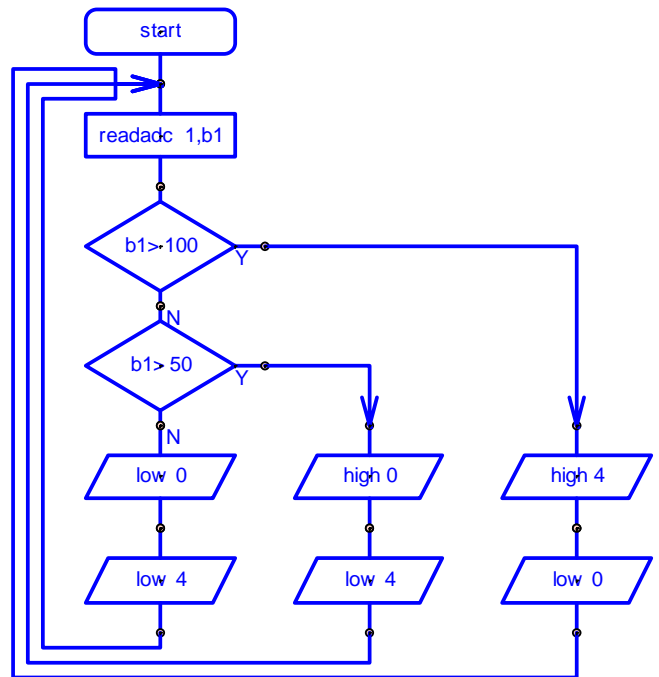 start
readadc 1,b1
b1> 100
Y
N
b1> 50
Y
N
low 0
high 0
high 4
low 4
low 4
low 0